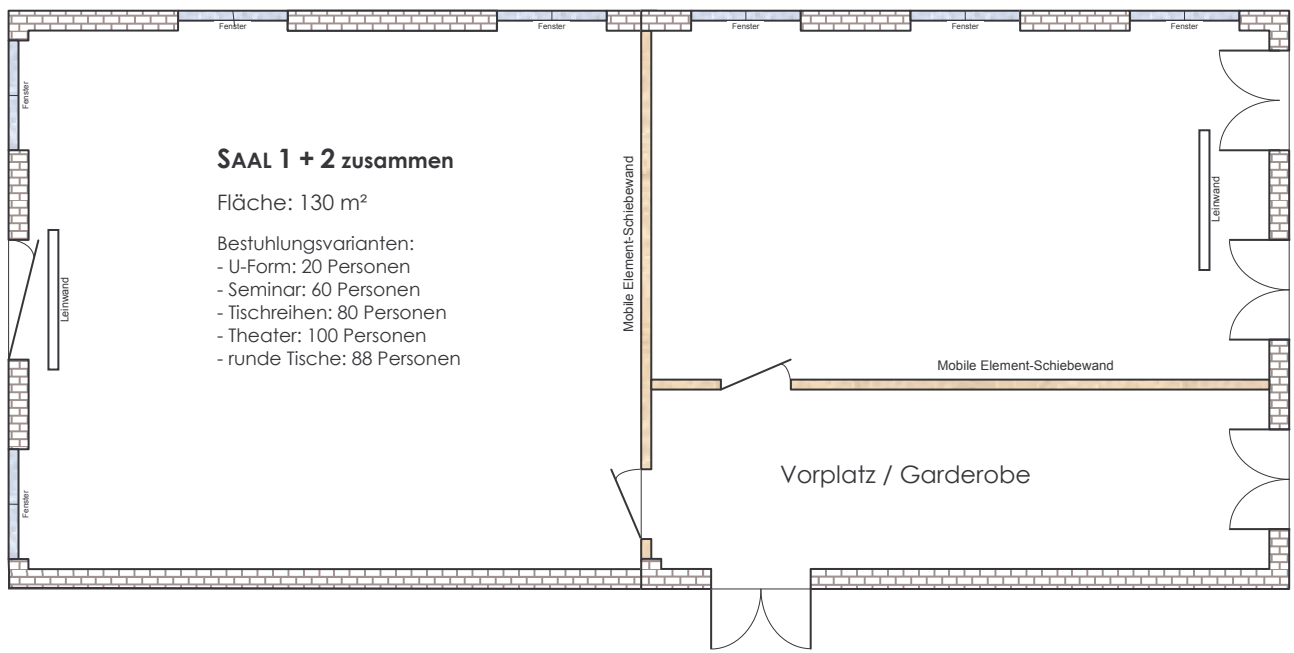 Fenster
Fenster
Fenster
Fenster
Fenster
Fenster
SAAL 1 + 2 zusammen
Fläche: 130 m²
Bestuhlungsvarianten:
- U-Form: 20 Personen
- Seminar: 60 Personen
- Tischreihen: 80 Personen
- Theater: 100 Personen
- runde Tische: 88 Personen
Leinwand
Mobile Element-Schiebewand
Leinwand
Mobile Element-Schiebewand
Vorplatz / Garderobe
Fenster